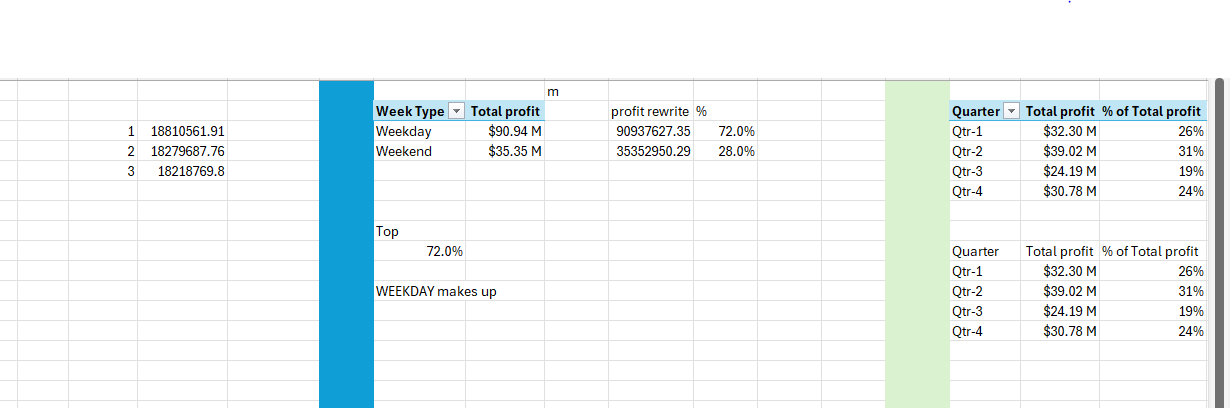 m
Week Type Total profit profit rewrite % Quarter Total profit % of Total profit
1 18810561.91 Weekday $90.94 M 90937627.35 72.0% Qtr-1 $32.30 M 26%
2 18279687.76 Weekend $35.35 M 35352950.29 28.0% Qtr-2 $39.02 M 31%
3 18218769.8 Qtr-3 $24.19 M 19%
Qtr-4 $30.78 M 24%
Top
72.0% Quarter Total profit % of Total profit
Qtr-1 $32.30 M 26%
WEEKDAY makes up Qtr-2 $39.02 M 31%
Qtr-3 $24.19 M 19%
Qtr-4 $30.78 M 24%